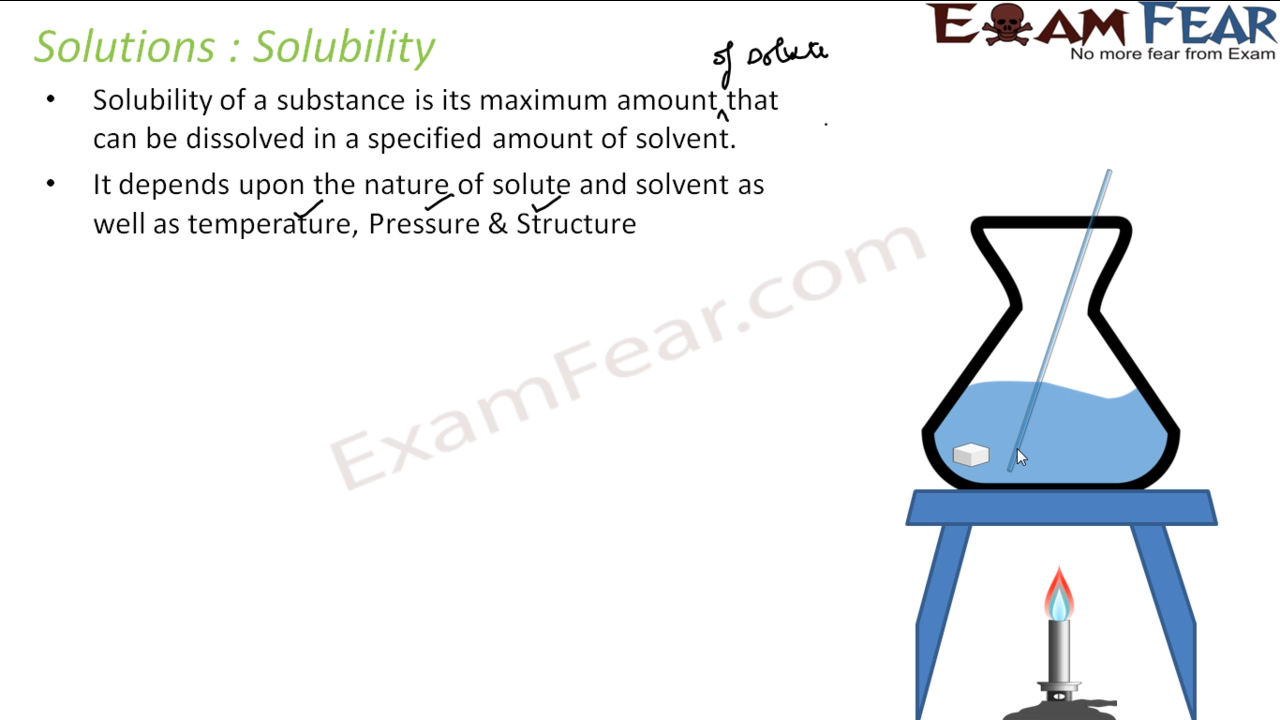 Solutions : Solubility
EXAM FEAR
No more fear from Exam
of solute
• Solubility of a substance is its maximum amount ^ that
can be dissolved in a specified amount of solvent.
• It depends upon the nature of solute and solvent as
well as temperature, Pressure & Structure
ExamFear.com